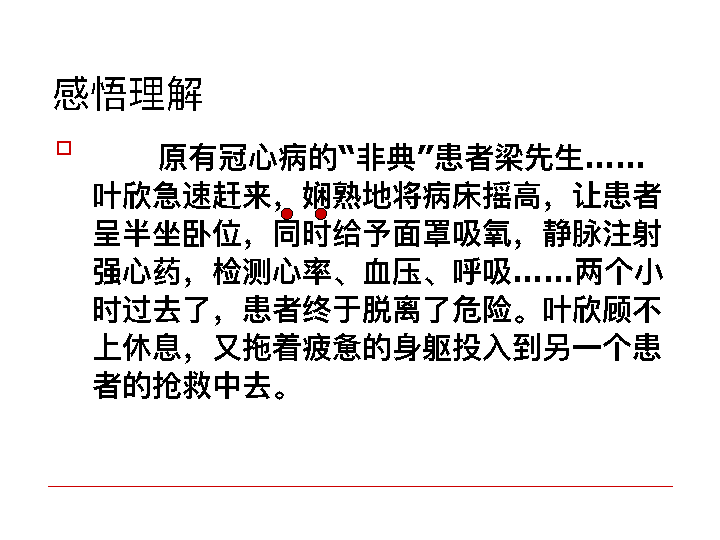 感悟理解
原有冠心病的“非典”患者梁先生……
叶欣急速赶来，娴熟地将病床摇高，让患者
呈半坐卧位，同时给予面罩吸氧，静脉注射
强心药，检测心率、血压、呼吸……两个小
时过去了，患者终于脱离了危险。叶欣顾不
上休息，又拖着疲惫的身躯投入到另一个患
者的抢救中去。